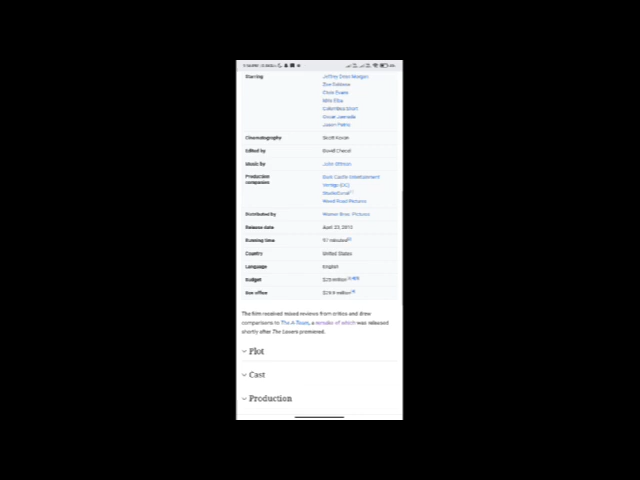 Starring
Jeffrey Dean Morgan
Zoe Saldana
Chris Evans
Idris Elba
Columbus Short
Óscar Jaenada
Jason Patric
Cinematography Scott Kevan
Edited by David Checel
Music by John Ottman
Production companies
Dark Castle Entertainment
Vertigo (DC)
StudioCanal
Weed Road Pictures
Distributed by Warner Bros. Pictures
Release date April 23, 2010
Running time 97 minutes
Country United States
Language English
Budget $25 million
Box office
The film received mixed reviews from critics and drew
comparisons to The A-Team, a remake of which was released
shortly after The Losers premiered.
Plot
Cast
Production